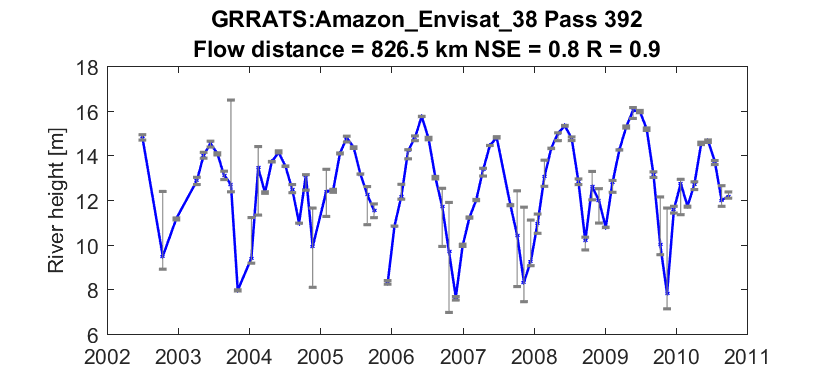 GRRATS:Amazon_Envisat_38 Pass 392
Flow distance = 826.5 km NSE = 0.8 R = 0.9
18
16
14
12
10
8
6
River height [m]
2002 2003 2004 2005 2006 2007 2008 2009 2010 2011